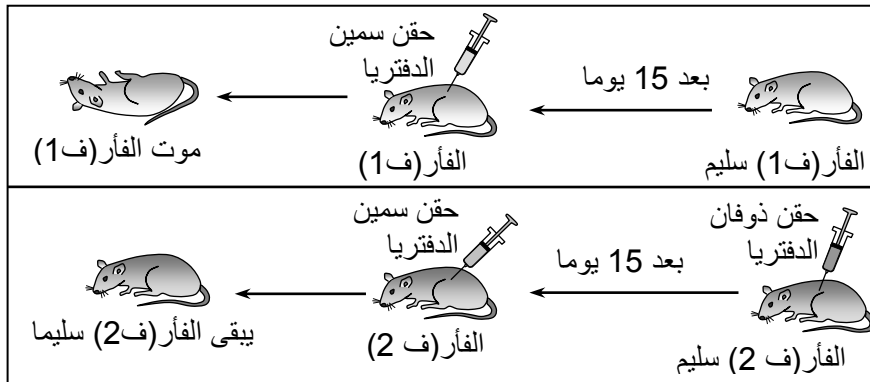 حقن سمين
الدفتريا
بعد 15 يوما
الفأر(ف1) سليم
الفأر(ف1)
موت الفأر(ف1)
حقن ذوفان
الدفتريا
حقن سمين
الدفتريا
بعد 15 يوما
الفأر(ف 2) سليم
الفأر(ف 2)
يبقى الفأر(ف2) سليما